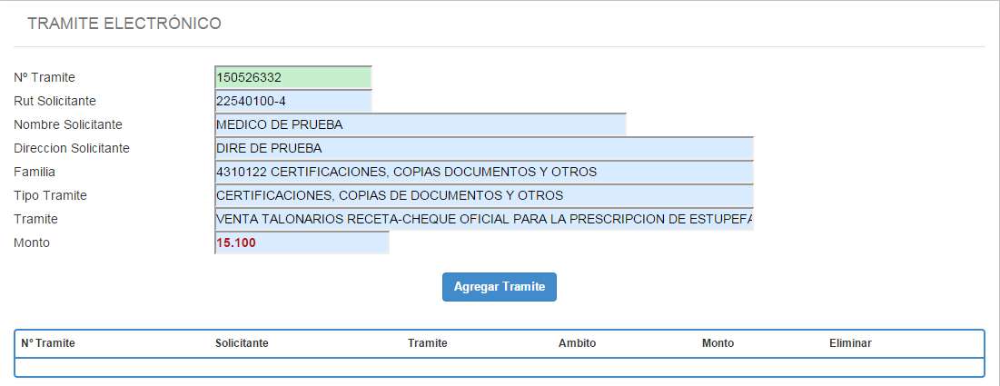 TRAMITE ELECTRÓNICO
Nº Tramite 150526332
Rut Solicitante 22540100-4
Nombre Solicitante MEDICO DE PRUEBA
Direccion Solicitante DIRE DE PRUEBA
Familia 4310122 CERTIFICACIONES, COPIAS DOCUMENTOS Y OTROS
Tipo Tramite CERTIFICACIONES, COPIAS DE DOCUMENTOS Y OTROS
Tramite VENTA TALONARIOS RECETA-CHEQUE OFICIAL PARA LA PRESCRIPCION DE ESTUPEFA
Monto 15.100
Agregar Tramite
Nº Tramite Solicitante Tramite Ambito Monto Eliminar